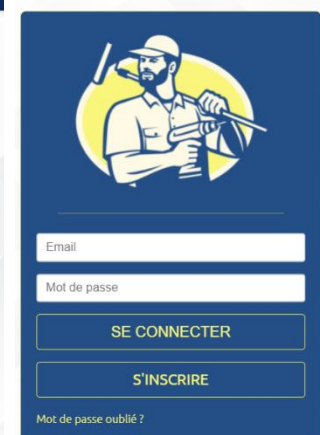 Email
Mot de passe
SE CONNECTER
S'INSCRIRE
Mot de passe oublié ?